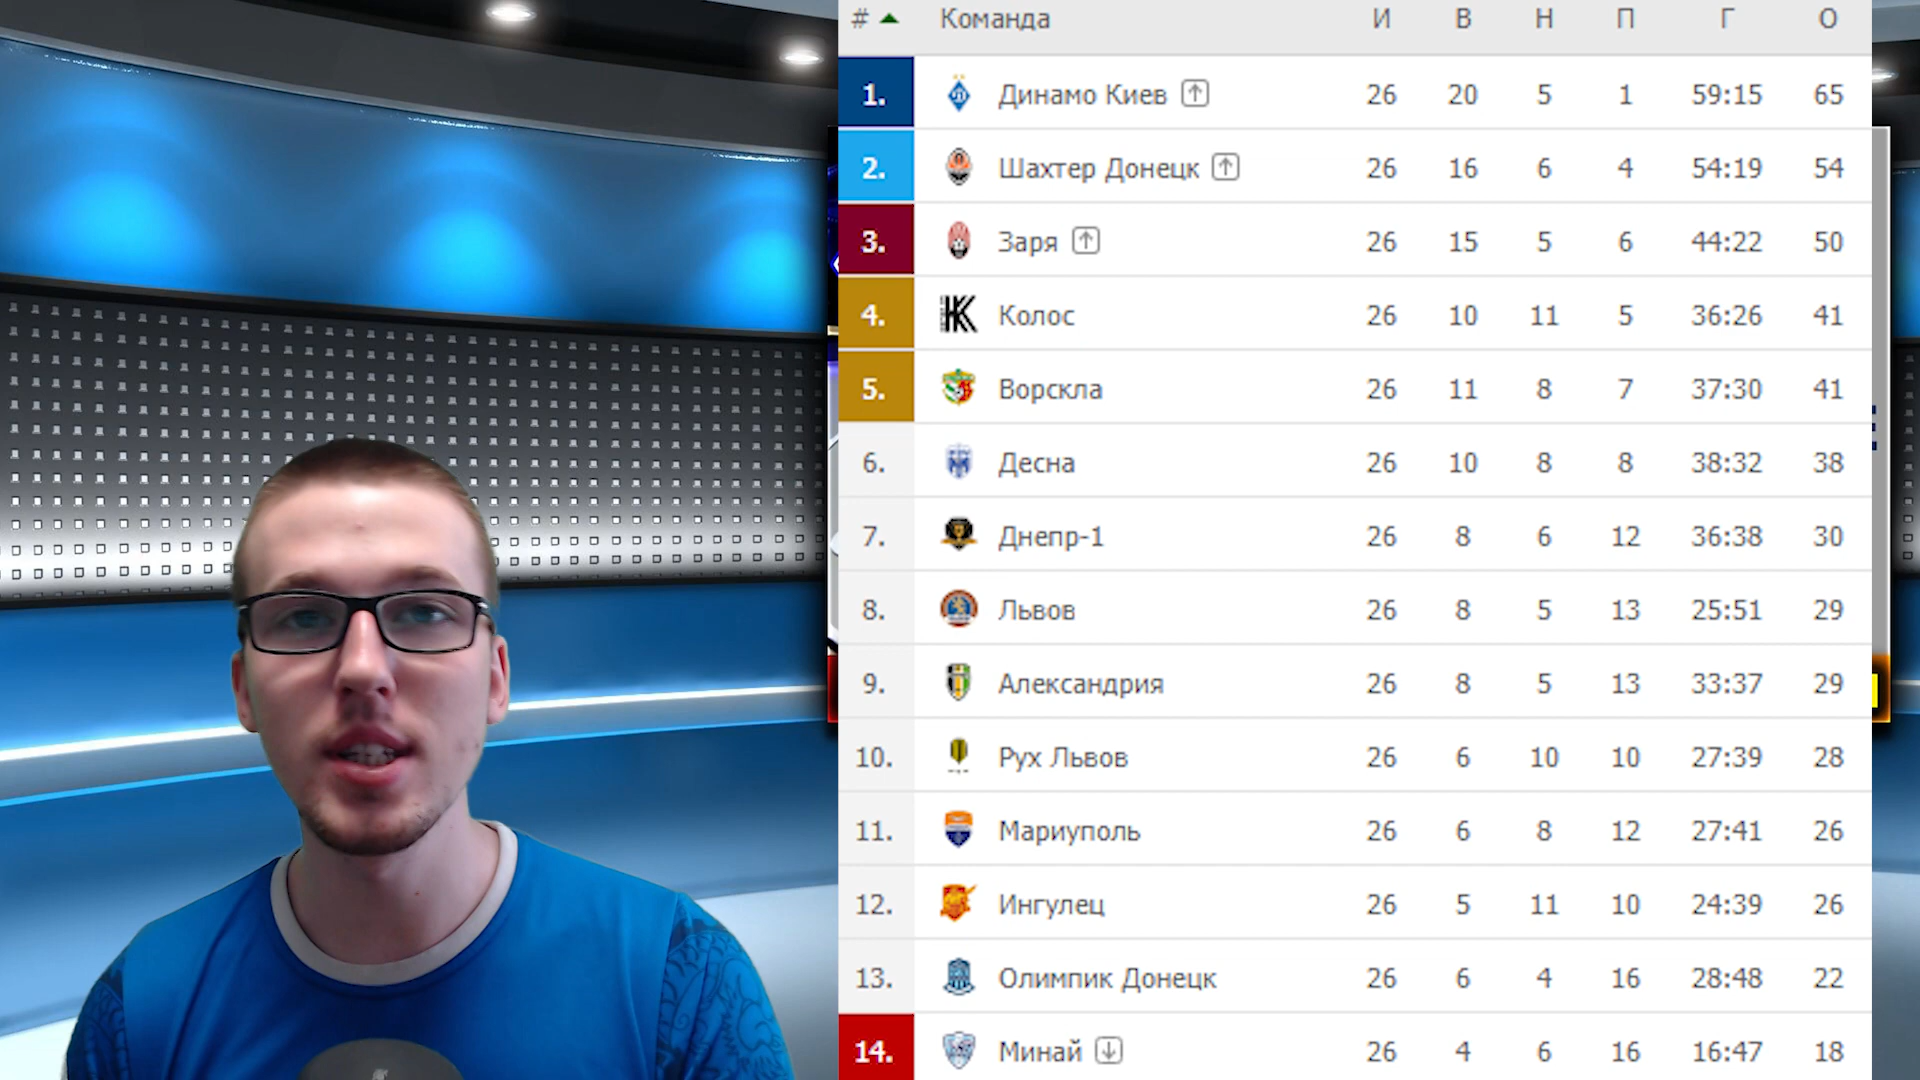 # Команда И В Н П Г О
1. Динамо Киев 26 20 5 1 59:15 65
2. Шахтер Донецк 26 16 6 4 54:19 54
3. Заря 26 15 5 6 44:22 50
4. Колос 26 10 11 5 36:26 41
5. Ворскла 26 11 8 7 37:30 41
6. Десна 26 10 8 8 38:32 38
7. Днепр-1 26 8 6 12 36:38 30
8. Львов 26 8 5 13 25:51 29
9. Александрия 26 8 5 13 33:37 29
10. Рух Львов 26 6 10 10 27:39 28
11. Мариуполь 26 6 8 12 27:41 26
12. Ингулец 26 5 11 10 24:39 26
13. Олимпик Донецк 26 6 4 16 28:48 22
14. Минай 26 4 6 16 16:47 18